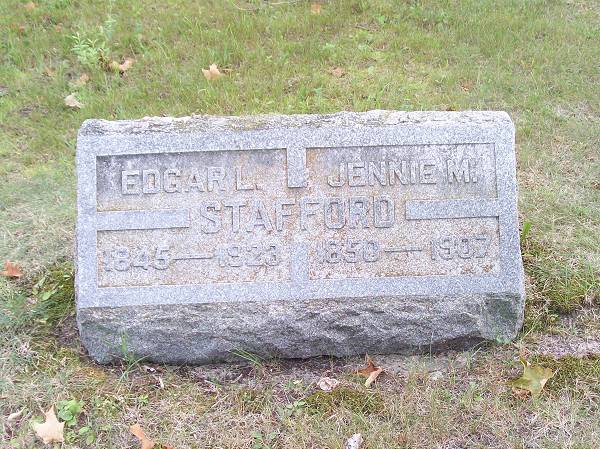 EDGAR L. JENNIE M.
STAFFORD
1845—1923 1850—1907